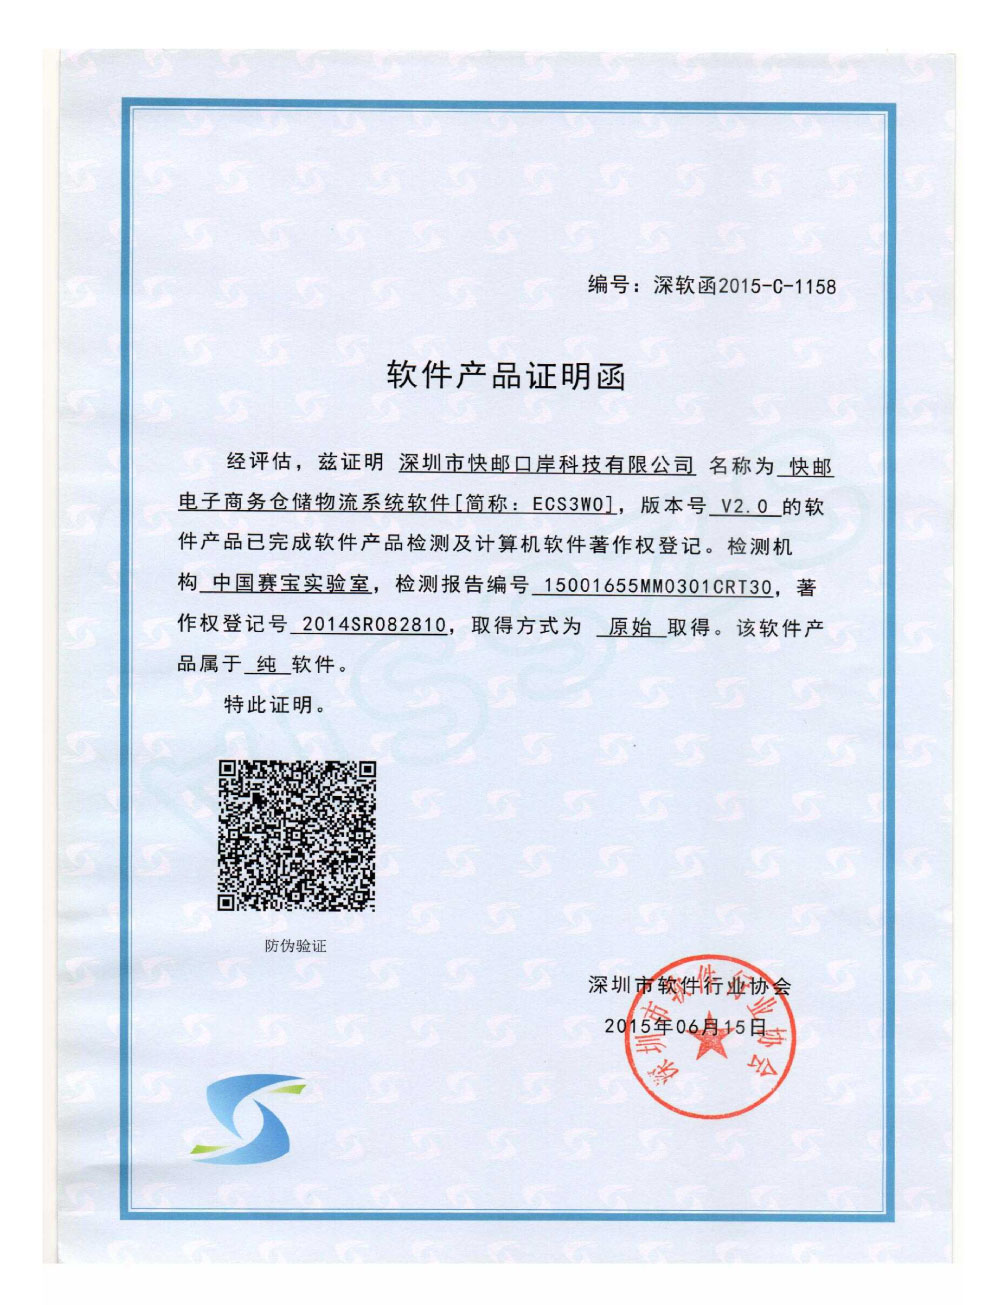 编号：深软函2015-C-1158
软件产品证明函
经评估，兹证明 深圳市快邮口岸科技有限公司 名称为 快邮
电子商务仓储物流系统软件[简称：ECS3WO]，版本号 V2.0 的软
件产品已完成软件产品检测及计算机软件著作权登记。检测机
构 中国赛宝实验室，检测报告编号 15001655MM0301CRT30，著
作权登记号 2014SR082810，取得方式为 原始 取得。该软件产
品属于 纯 软件。
特此证明。
防伪验证
深圳市软件行业协会
2015年06月15日
深圳市软件行业协会